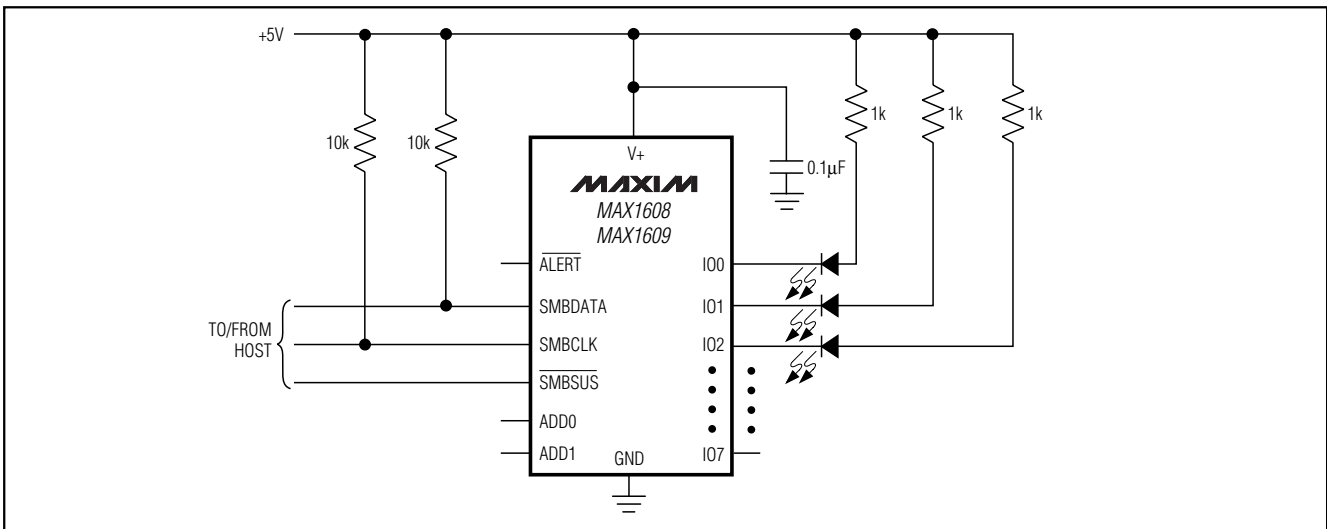 +5V
10k
10k
1k
1k
1k
V+
0.1μF
MAXIM
MAX1608
MAX1609
ALERT
IO0
SMBDATA
IO1
TO/FROM
HOST
SMBCLK
IO2
SMBSUS
ADD0
ADD1
GND
IO7